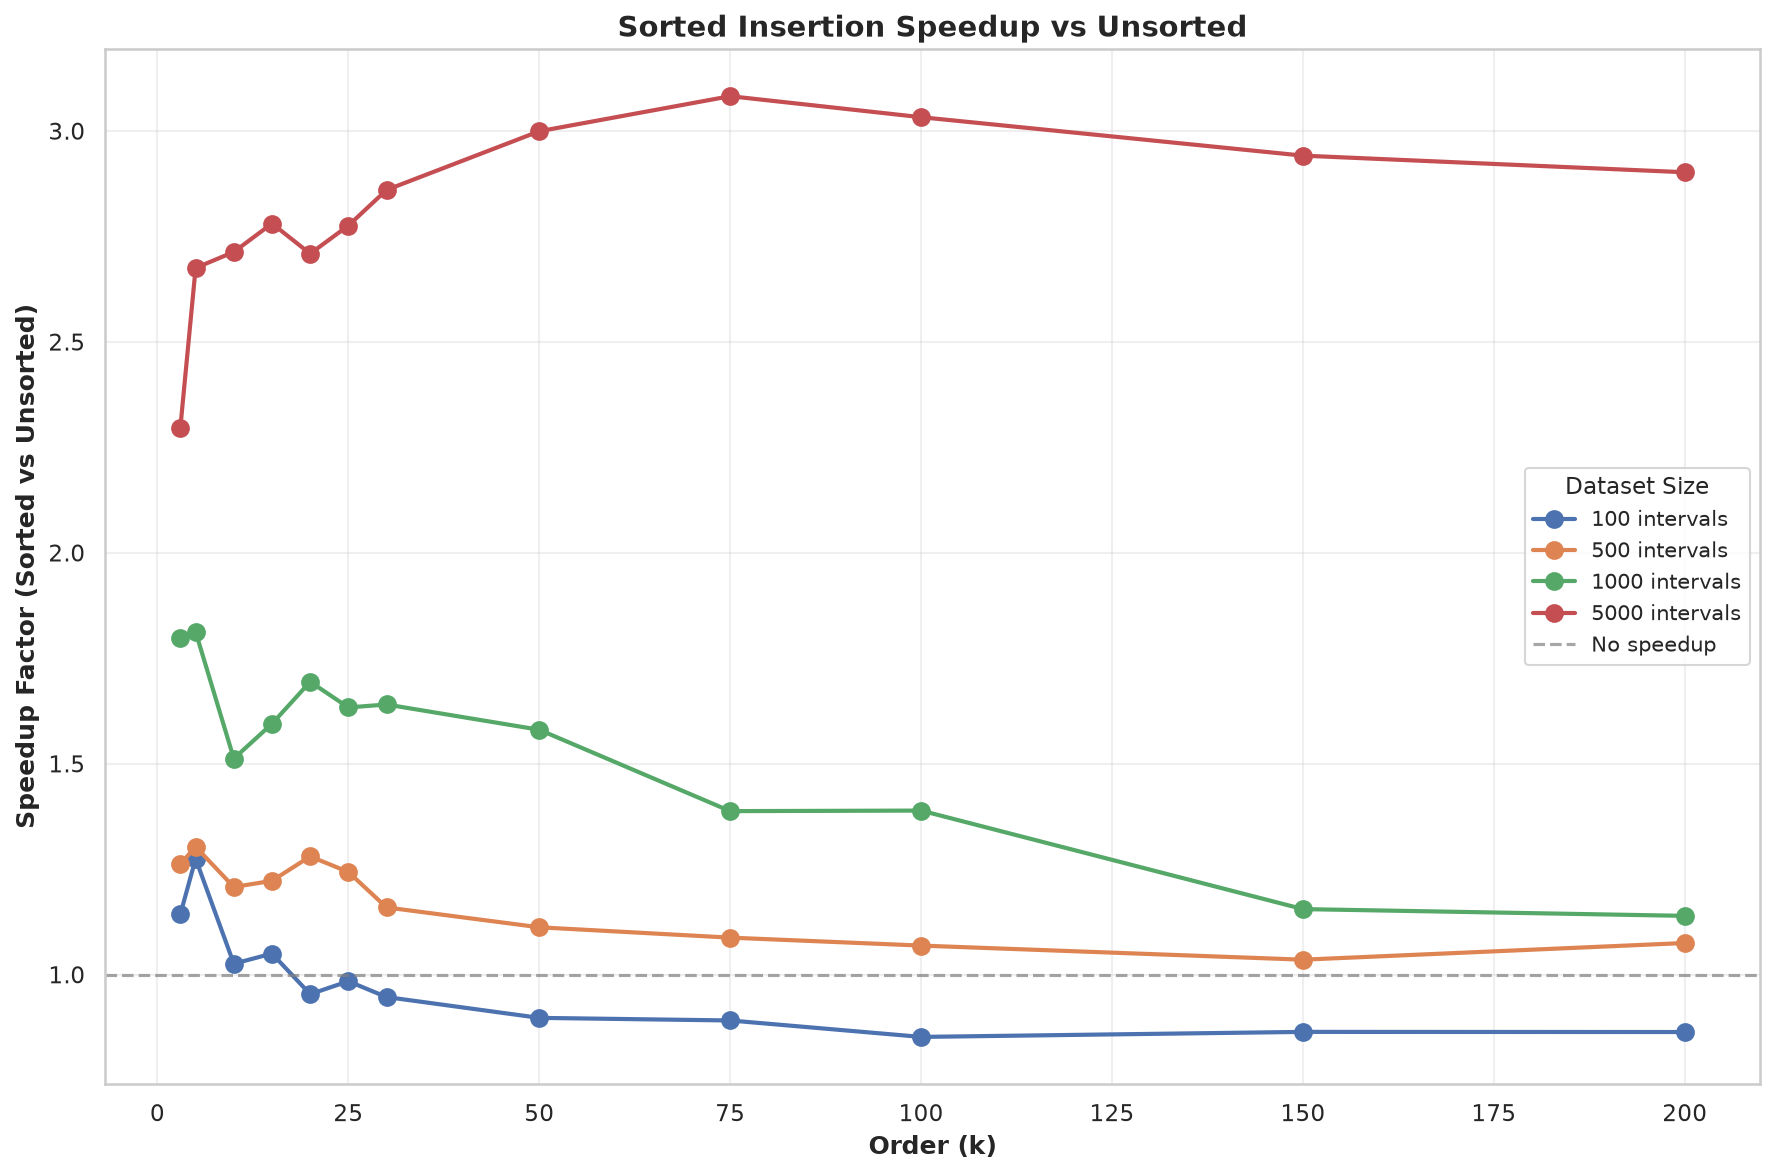 Sorted Insertion Speedup vs Unsorted
Speedup Factor (Sorted vs Unsorted)
3.0
2.5
2.0
1.5
1.0
Dataset Size
100 intervals
500 intervals
1000 intervals
5000 intervals
No speedup
0 25 50 75 100 125 150 175 200
Order (k)